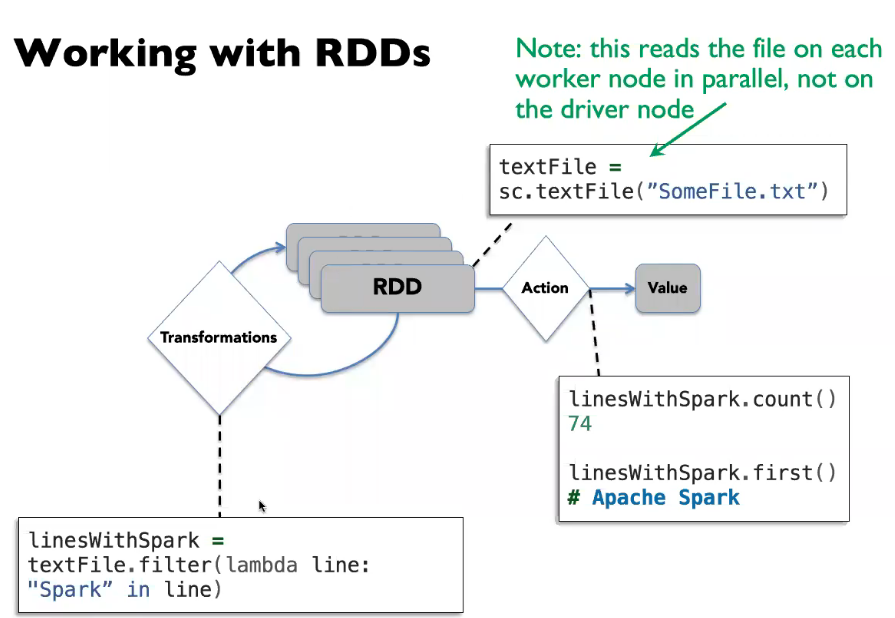 Working with RDDs
Note: this reads the file on each
worker node in parallel, not on
the driver node
textFile =
sc.textFile(”SomeFile.txt”)
RDD
Action
Value
Transformations
linesWithSpark.count()
74
linesWithSpark.first()
# Apache Spark
linesWithSpark =
textFile.filter(lambda line:
"Spark” in line)